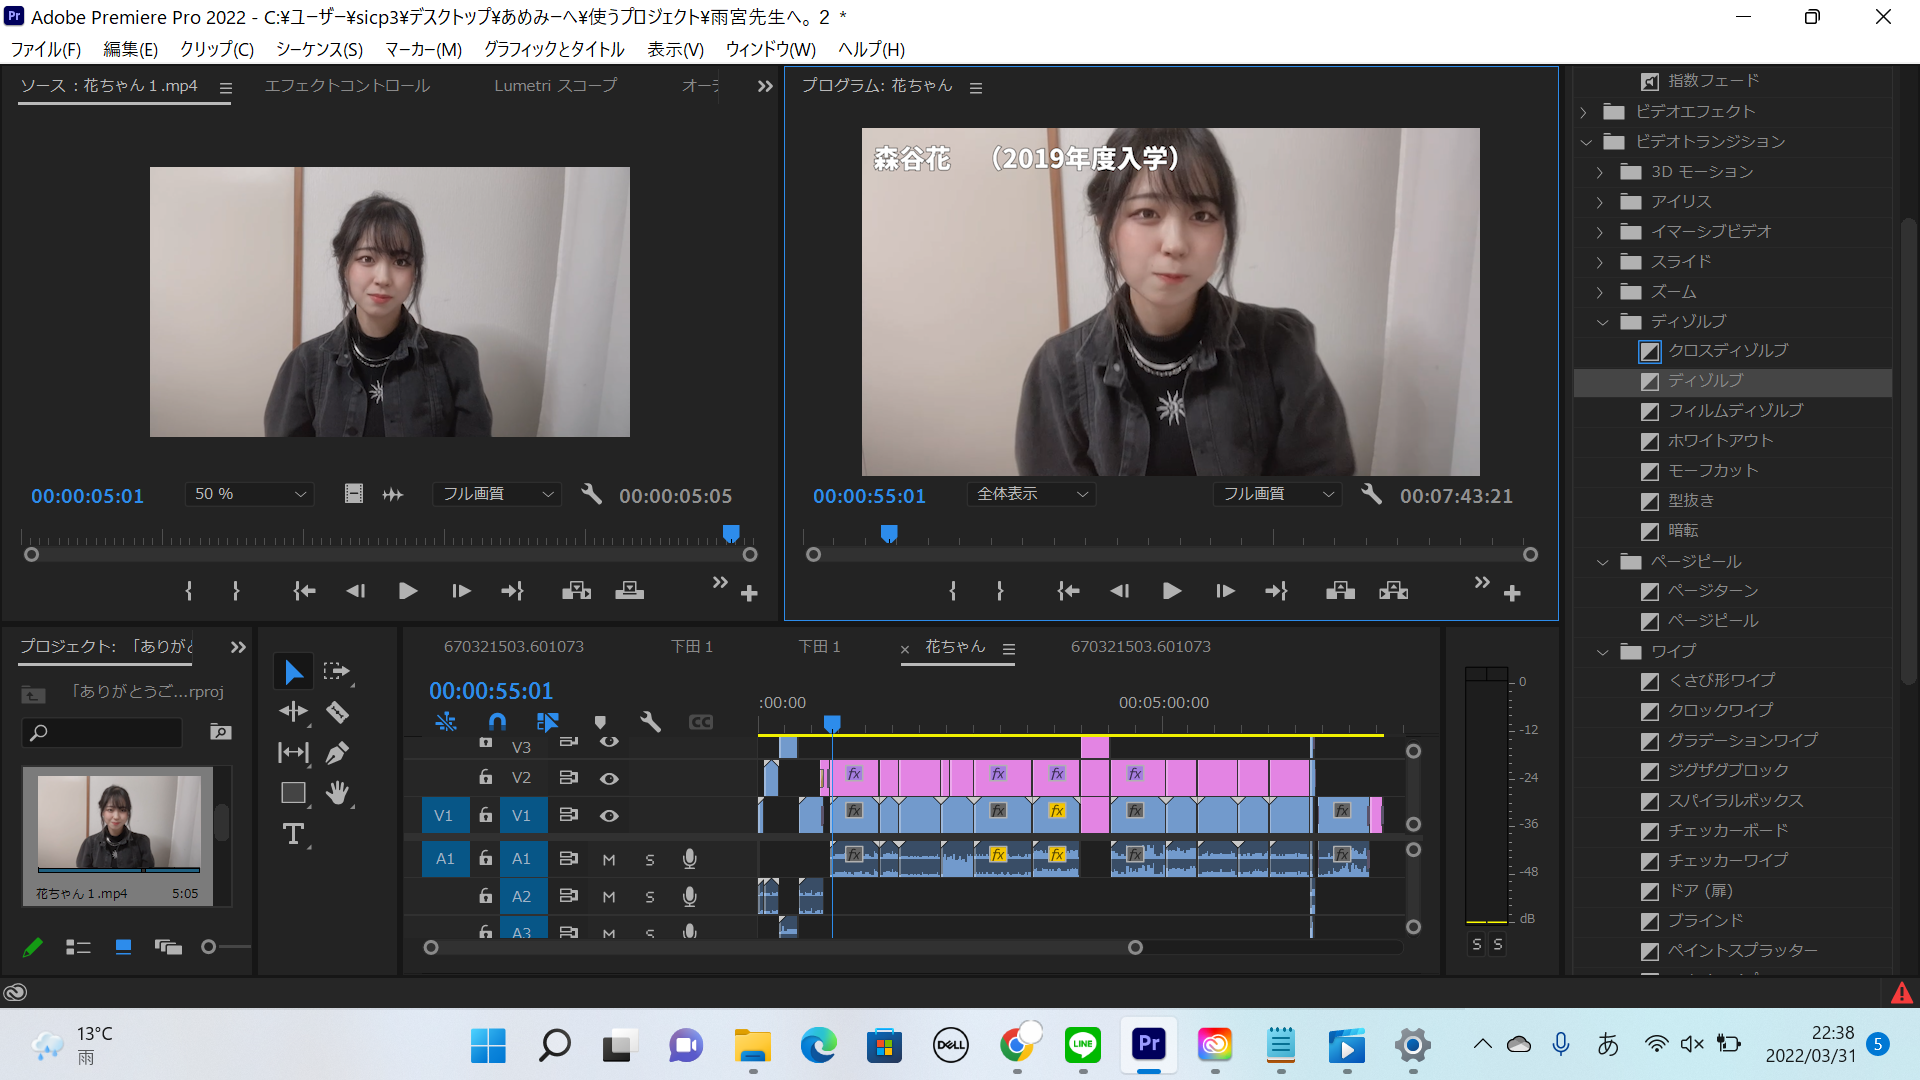 Adobe Premiere Pro 2022 - C:¥ユーザー¥sicp3¥デスクトップ¥あめみーへ¥使うプロジェクト¥雨宮先生へ。２ *
ファイル(F) 編集(E) クリップ(C) シーケンス(S) マーカー(M) グラフィックとタイトル 表示(V) ウィンドウ(W) ヘルプ(H)
ソース：花ちゃん１.mp4 エフェクトコントロール Lumetri スコープ オーデ
プログラム: 花ちゃん
森谷花 （2019年度入学）
00:00:05:01 50 % フル画質 00:00:05:05
00:00:55:01 全体表示 フル画質 00:07:43:21
指数フェード
ビデオエフェクト
ビデオトランジション
3D モーション
アイリス
イマーシブビデオ
スライド
ズーム
ディゾルブ
クロスディゾルブ
ディゾルブ
フィルムディゾルブ
ホワイトアウト
モーフカット
型抜き
暗転
ページピール
ページターン
ページピール
ワイプ
くさび形ワイプ
クロックワイプ
グラデーションワイプ
ジグザグブロック
スパイラルボックス
チェッカーボード
チェッカーワイプ
ドア (扉)
ブラインド
ペイントスプラッター
プロジェクト: 「ありがと
「ありがとうご...rproj
花ちゃん１.mp4 5:05
670321503.601073 下田１ 下田１ × 花ちゃん 670321503.601073
00:00:55:01
:00:00 00:05:00:00
CC
V3
V2 fx fx fx fx
V1 V1 fx fx fx fx fx
A1 A1 M S fx fx fx fx fx
A2 M S
A3 M S
0
-12
-24
-36
-48
dB
S S
13°C
雨
DELL LINE Pr
あ
22:38
2022/03/31
5